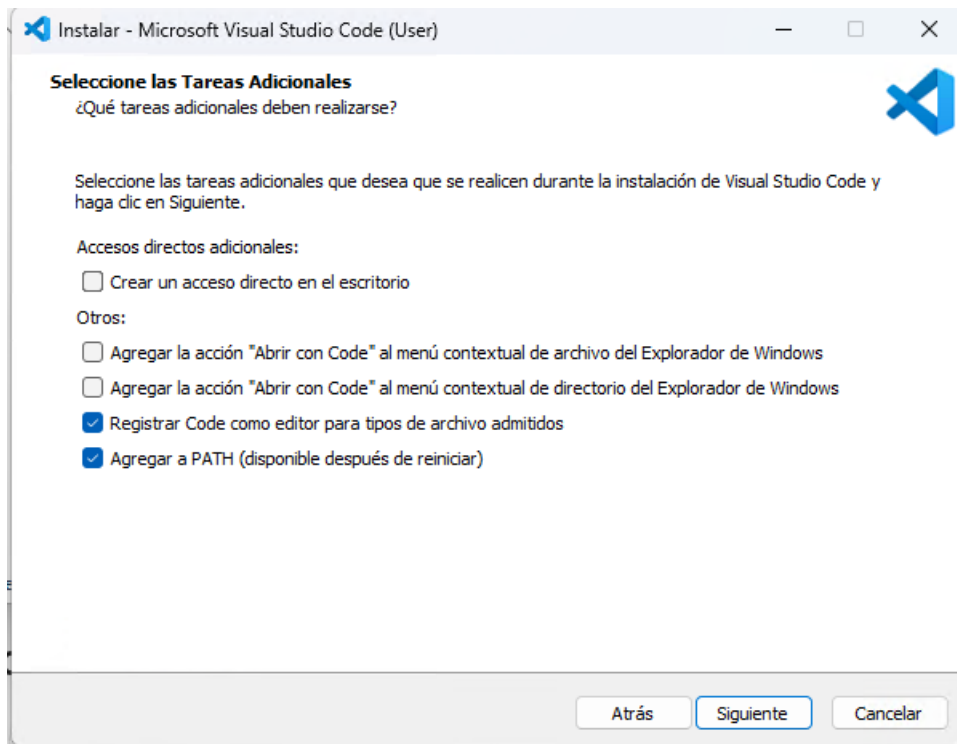 Instalar - Microsoft Visual Studio Code (User)
Seleccione las Tareas Adicionales
¿Qué tareas adicionales deben realizarse?
Seleccione las tareas adicionales que desea que se realicen durante la instalación de Visual Studio Code y
haga clic en Siguiente.
Accesos directos adicionales:
Crear un acceso directo en el escritorio
Otros:
Agregar la acción "Abrir con Code" al menú contextual de archivo del Explorador de Windows
Agregar la acción "Abrir con Code" al menú contextual de directorio del Explorador de Windows
Registrar Code como editor para tipos de archivo admitidos
Agregar a PATH (disponible después de reiniciar)
Atrás Siguiente Cancelar